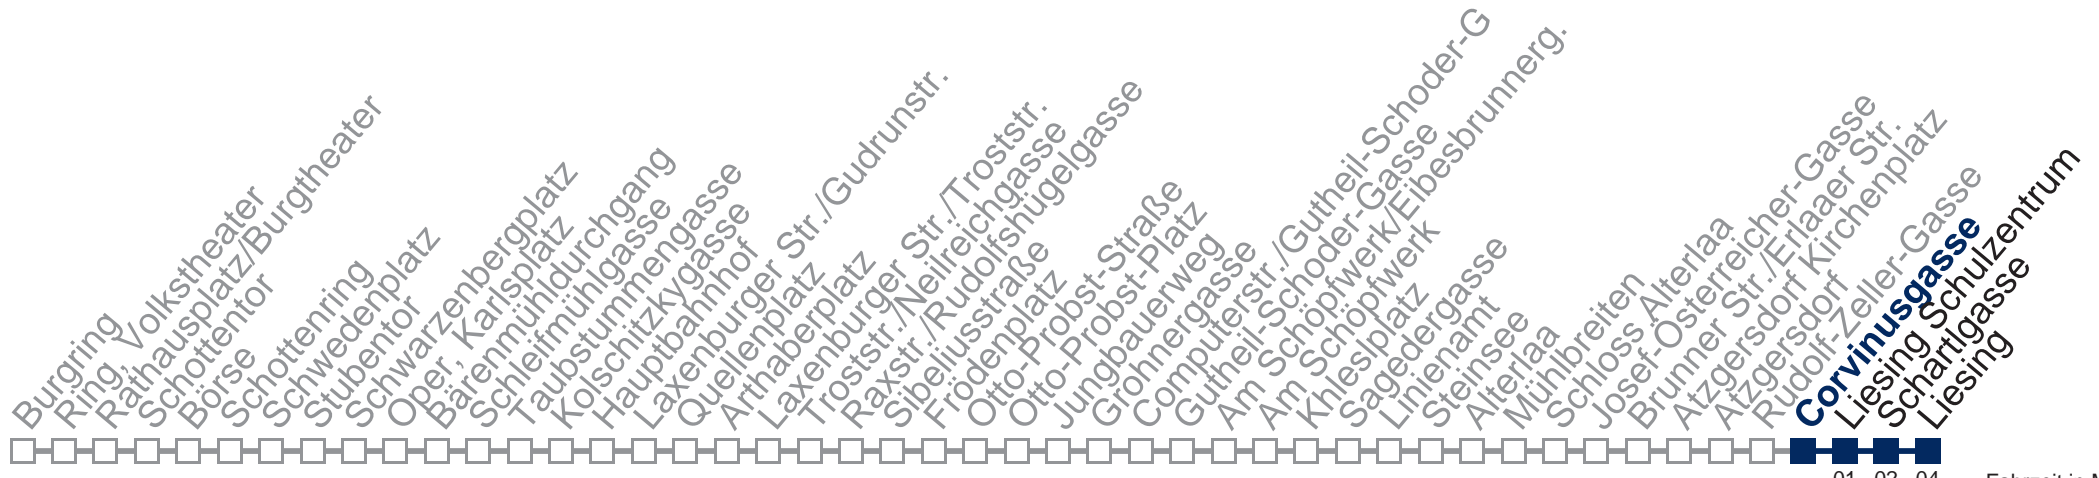 Burgring
Ring, Volkstheater
Rathausplatz/Burgtheater
Schottentor
Börse
Schottenring
Schwedenplatz
Stubentor
Schwarzenbergplatz
Oper, Karlsplatz
Bärenmühldurchgang
Schleifmühlgasse
Taubstummengasse
Kolschitzkygasse
Hauptbahnhof
Laxenburger Str./Gudrunstr.
Quellenplatz
Arthaberplatz
Laxenburger Str./Troststr.
Troststr./Neilreichgasse
Raxstr./Rudolfshügelgasse
Sibeliusstraße
Frödenplatz
Otto-Probst-Straße
Otto-Probst-Platz
Jungbauerweg
Grohnergasse
Computerstr./Gutheil-Schoder-G
Gutheil-Schoder-Gasse
Am Schöpfwerk/Eibesbrunnerg.
Am Schöpfwerk
Khleslplatz
Sagedergasse
Linienamt
Steinsee
Alterlaa
Mühlbreiten
Schloss Alterlaa
Josef-Österreicher-Gasse
Brunner Str./Erlaaer Str.
Atzgersdorf Kirchenplatz
Atzgersdorf
Rudolf-Zeller-Gasse
Corvinusgasse
Liesing Schulzentrum
Schartlgasse
Liesing